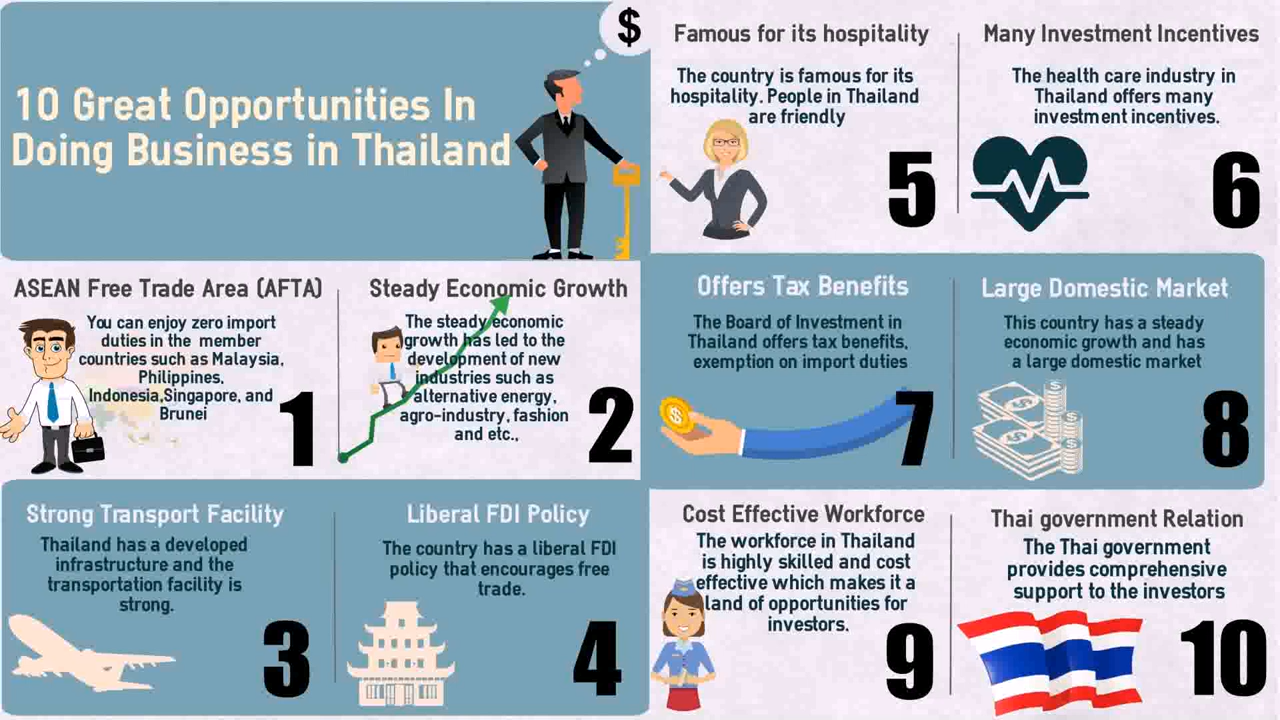 $
10 Great Opportunities In
Doing Business in Thailand
ASEAN Free Trade Area (AFTA)
You can enjoy zero import
duties in the member
countries such as Malaysia,
Philippines,
Indonesia,Singapore, and
Brunei
1
Steady Economic Growth
The steady economic
growth has led to the
development of new
industries such as
alternative energy,
agro-industry, fashion
and etc.,
2
Strong Transport Facility
Thailand has a developed
infrastructure and the
transportation facility is
strong.
3
Liberal FDI Policy
The country has a liberal FDI
policy that encourages free
trade.
4
Famous for its hospitality
The country is famous for its
hospitality. People in Thailand
are friendly
5
Many Investment Incentives
The health care industry in
Thailand offers many
investment incentives.
6
Offers Tax Benefits
The Board of Investment in
Thailand offers tax benefits,
exemption on import duties
$
7
Large Domestic Market
This country has a steady
economic growth and has
a large domestic market
8
Cost Effective Workforce
The workforce in Thailand
is highly skilled and cost
effective which makes it a
land of opportunities for
investors.
9
Thai government Relation
The Thai government
provides comprehensive
support to the investors
10